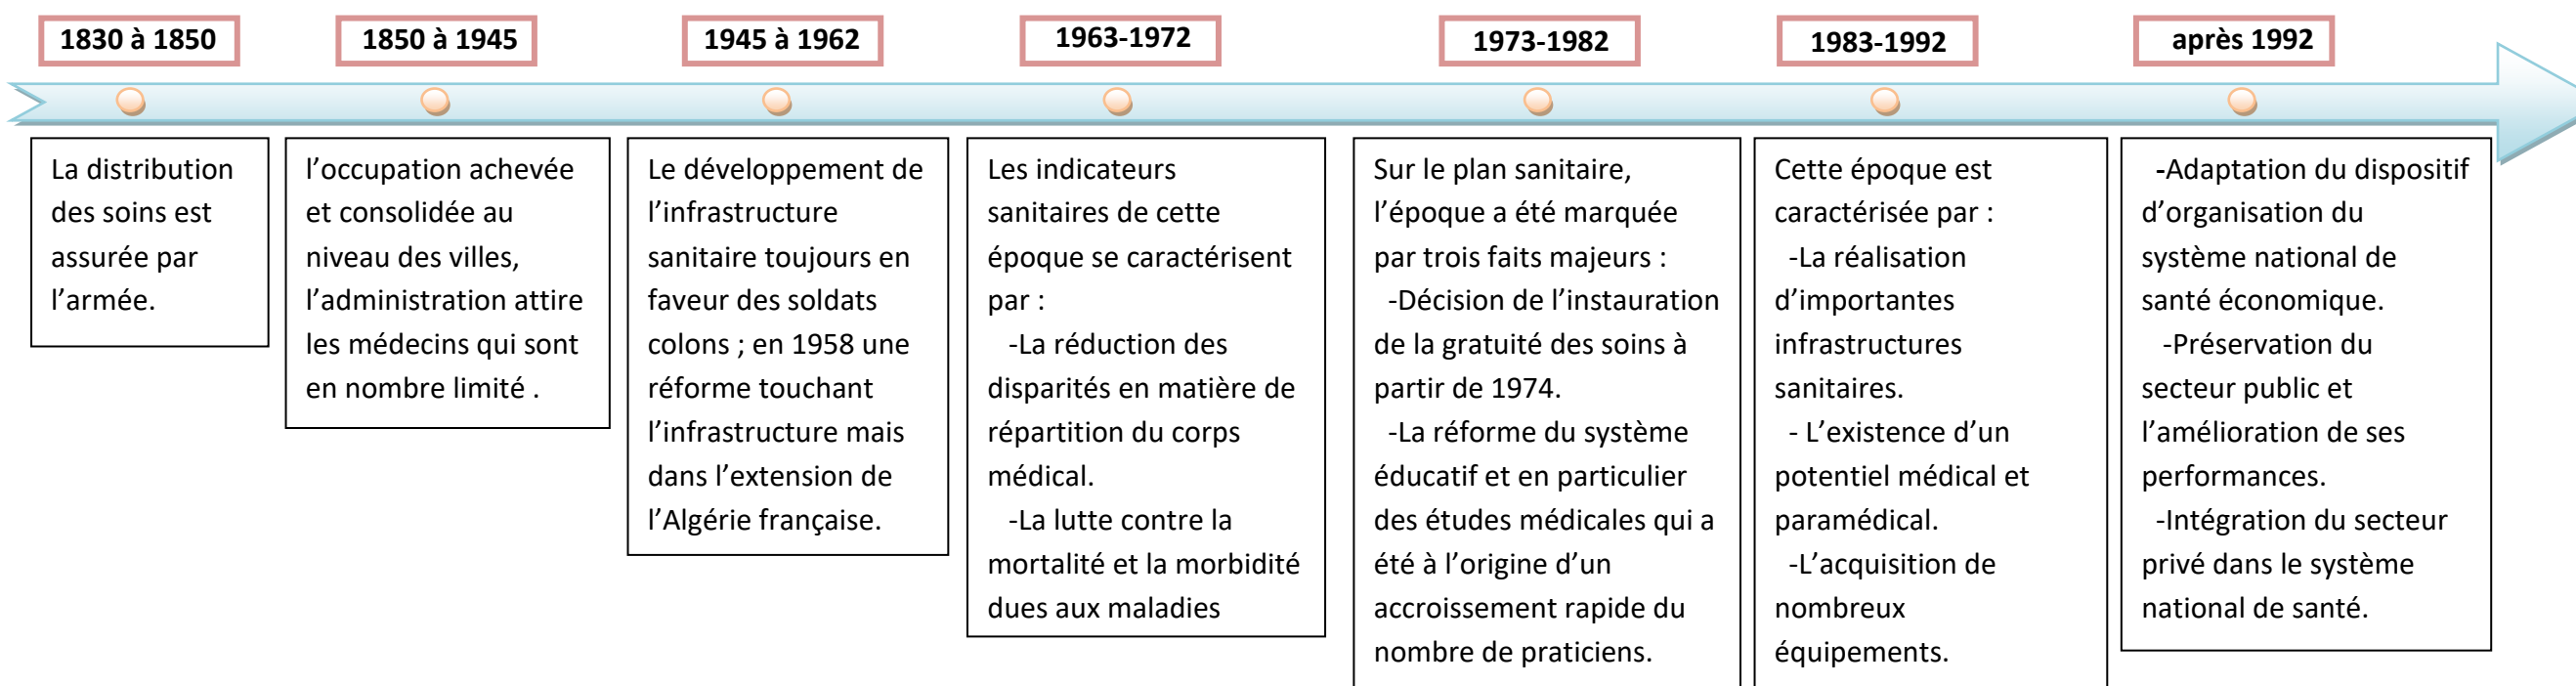 1830 à 1850
La distribution
des soins est
assurée par
l’armée.
1850 à 1945
l’occupation achevée
et consolidée au
niveau des villes,
l’administration attire
les médecins qui sont
en nombre limité .
1945 à 1962
Le développement de
l’infrastructure
sanitaire toujours en
faveur des soldats
colons ; en 1958 une
réforme touchant
l’infrastructure mais
dans l’extension de
l’Algérie française.
1963-1972
Les indicateurs
sanitaires de cette
époque se caractérisent
par :
-La réduction des
disparités en matière de
répartition du corps
médical.
-La lutte contre la
mortalité et la morbidité
dues aux maladies
1973-1982
Sur le plan sanitaire,
l’époque a été marquée
par trois faits majeurs :
-Décision de l’instauration
de la gratuité des soins à
partir de 1974.
-La réforme du système
éducatif et en particulier
des études médicales qui a
été à l’origine d’un
accroissement rapide du
nombre de praticiens.
1983-1992
Cette époque est
caractérisée par :
-La réalisation
d’importantes
infrastructures
sanitaires.
- L’existence d’un
potentiel médical et
paramédical.
-L’acquisition de
nombreux
équipements.
après 1992
-Adaptation du dispositif
d’organisation du
système national de
santé économique.
-Préservation du
secteur public et
l’amélioration de ses
performances.
-Intégration du secteur
privé dans le système
national de santé.